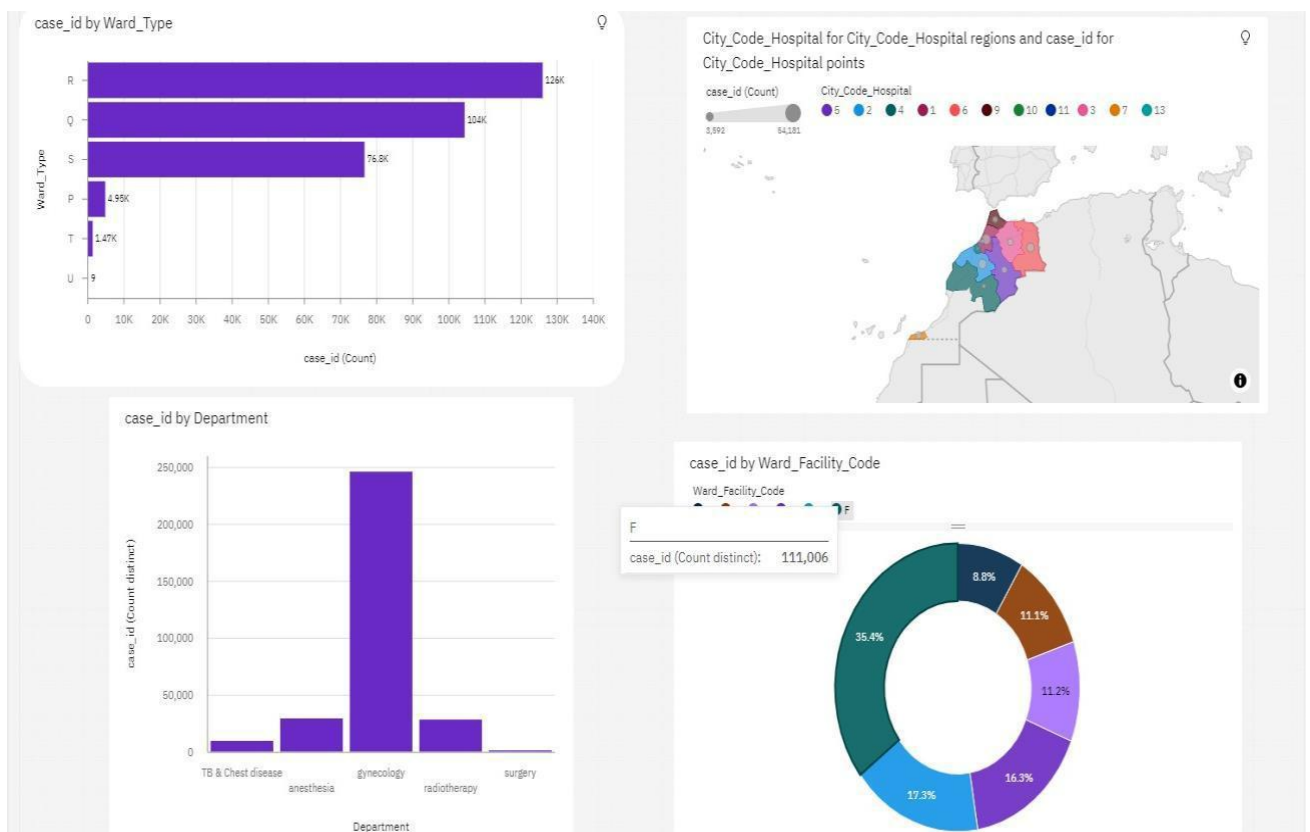 case_id by Ward_Type
R
126K
Q
104K
S
76.8K
P
4.95K
T
1.47K
U
9
Ward_Type
0 10K 20K 30K 40K 50K 60K 70K 80K 90K 100K 110K 120K 130K 140K
case_id (Count)
City_Code_Hospital for City_Code_Hospital regions and case_id for
City_Code_Hospital points
case_id (Count)
3,592 54,181
City_Code_Hospital
5 2 4 1 6 9 10 11 3 7 13
case_id by Department
250,000
200,000
150,000
100,000
50,000
0
case_id (Count distinct)
TB & Chest disease
anesthesia
gynecology
radiotherapy
surgery
Department
case_id by Ward_Facility_Code
Ward_Facility_Code
F
F
case_id (Count distinct): 111,006
8.8%
11.1%
11.2%
16.3%
17.3%
35.4%